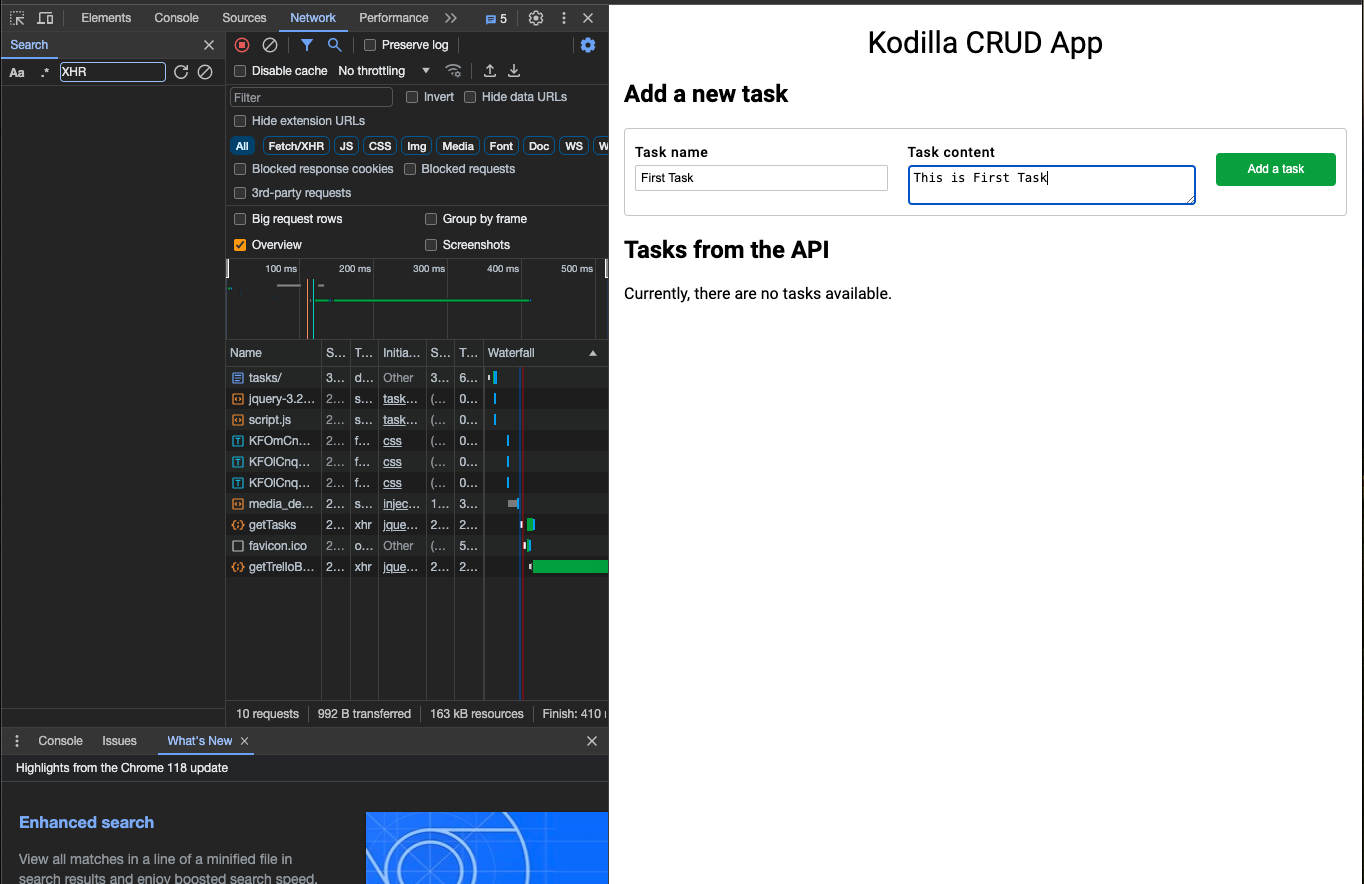 Elements Console Sources Network Performance 5
Search
Aa .* XHR
Preserve log
Disable cache No throttling
Filter Invert Hide data URLs
Hide extension URLs
All Fetch/XHR JS CSS Img Media Font Doc WS W
Blocked response cookies Blocked requests
3rd-party requests
Big request rows Group by frame
Overview Screenshots
100 ms 200 ms 300 ms 400 ms 500 ms
Name S... T... Initia... S... T... Waterfall
tasks/ 3... d... Other 3... 6...
jquery-3.2... 2... s... task... (... 0...
script.js 2... s... task... (... 0...
KFOmCn... 2... f... css (... 0...
KFOlCnq... 2... f... css (... 0...
KFOlCnq... 2... f... css (... 0...
media_de... 2... s... injec... 1... 3...
getTasks 2... xhr jque... 2... 2...
favicon.ico 2... o... Other (... 5...
getTrelloB... 2... xhr jque... 2... 2...
10 requests 992 B transferred 163 kB resources Finish: 410
Console Issues What's New
Highlights from the Chrome 118 update
Enhanced search
View all matches in a line of a minified file in
search results and enjoy boosted search speed.
Kodilla CRUD App
Add a new task
Task name Task content
First Task This is First Task Add a task
Tasks from the API
Currently, there are no tasks available.